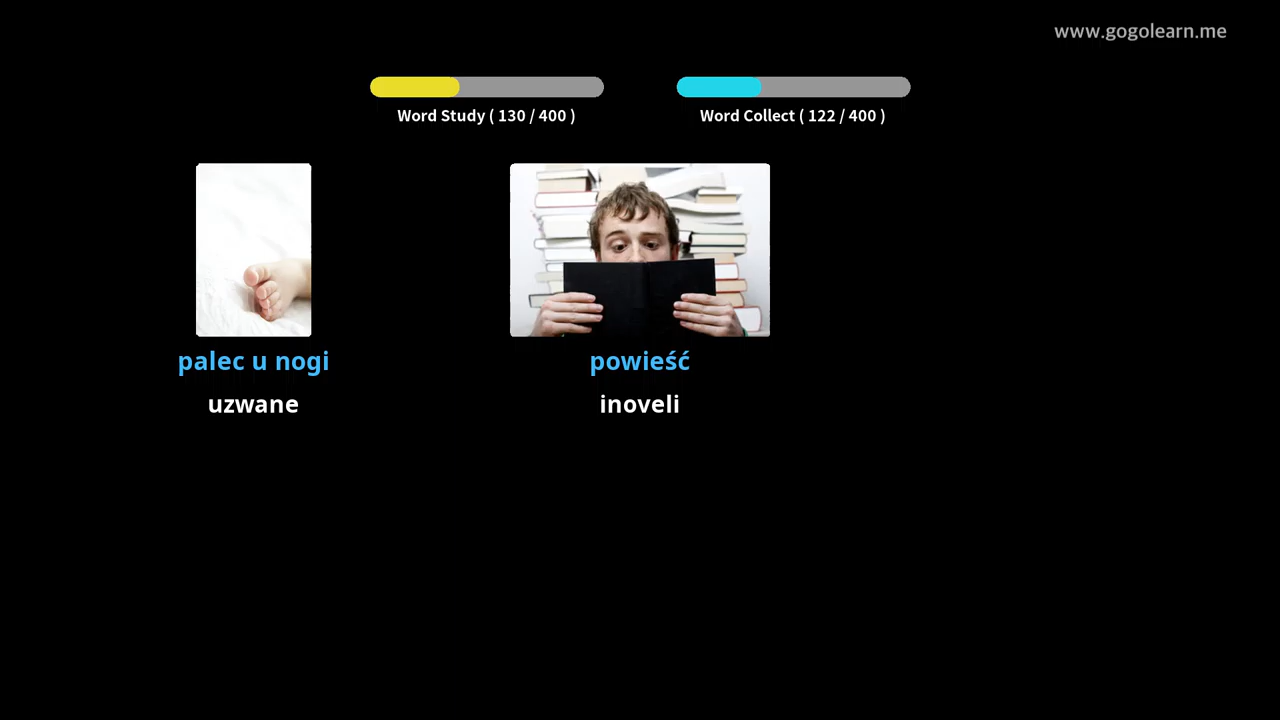 www.gogolearn.me
Word Study ( 130 / 400 )
Word Collect ( 122 / 400 )
palec u nogi
uzwane
powieść
inoveli